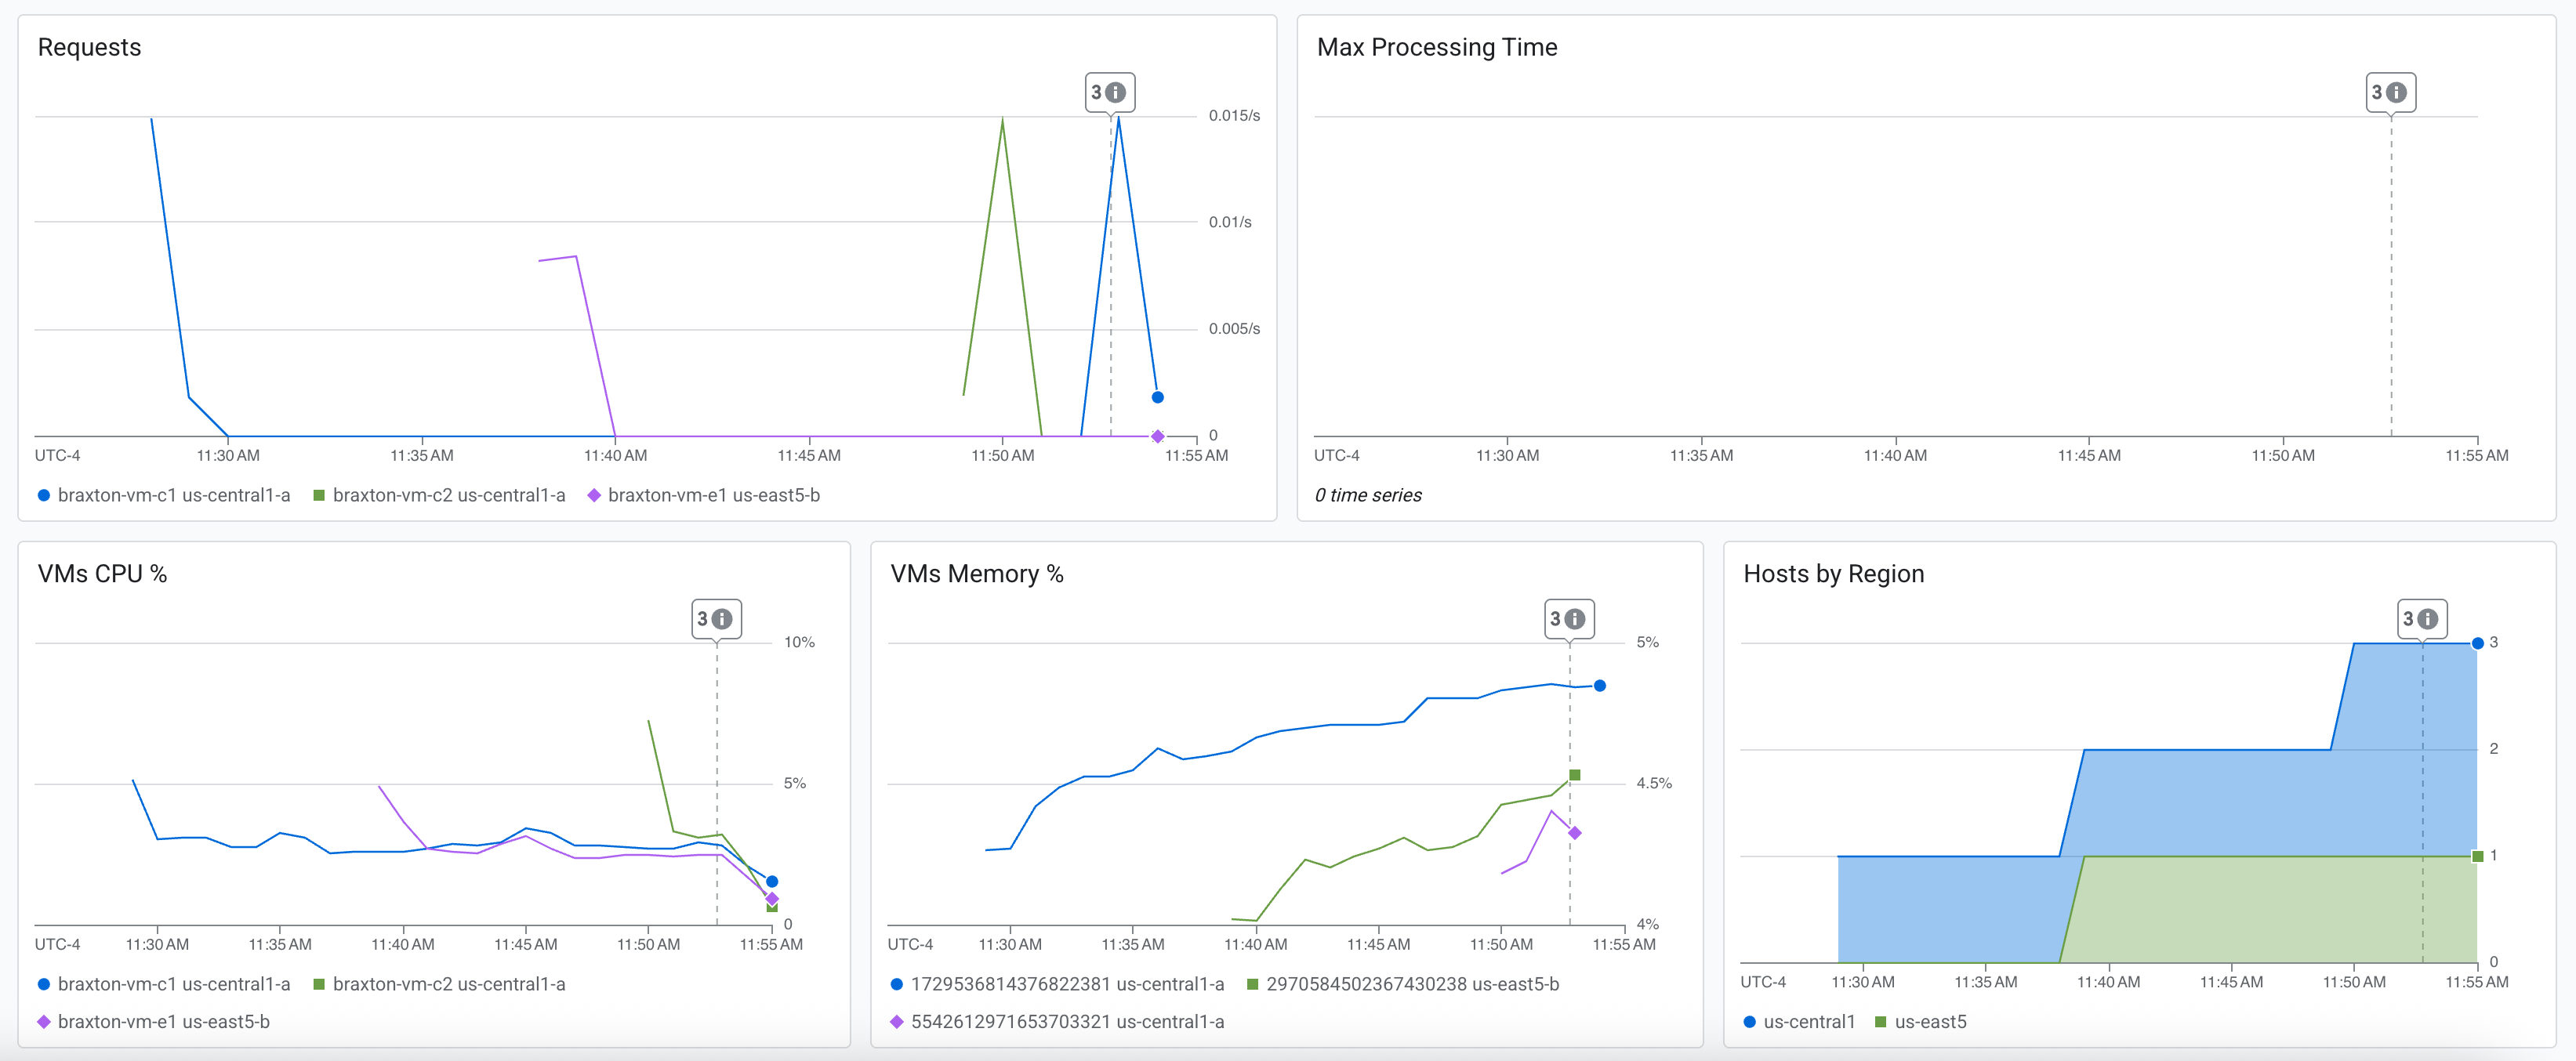 Requests
3
0.015/s
0.01/s
0.005/s
0
UTC-4 11:30 AM 11:35 AM 11:40 AM 11:45 AM 11:50 AM 11:55 AM
braxton-vm-c1 us-central1-a braxton-vm-c2 us-central1-a braxton-vm-e1 us-east5-b
Max Processing Time
3
UTC-4 11:30 AM 11:35 AM 11:40 AM 11:45 AM 11:50 AM 11:55 AM
0 time series
VMs CPU %
3
10%
5%
0
UTC-4 11:30 AM 11:35 AM 11:40 AM 11:45 AM 11:50 AM 11:55 AM
braxton-vm-c1 us-central1-a braxton-vm-c2 us-central1-a
braxton-vm-e1 us-east5-b
VMs Memory %
3
5%
4.5%
4%
UTC-4 11:30 AM 11:35 AM 11:40 AM 11:45 AM 11:50 AM 11:55 AM
1729536814376822381 us-central1-a 2970584502367430238 us-east5-b
5542612971653703321 us-central1-a
Hosts by Region
3
3
2
1
0
UTC-4 11:30 AM 11:35 AM 11:40 AM 11:45 AM 11:50 AM 11:55 AM
us-central1 us-east5